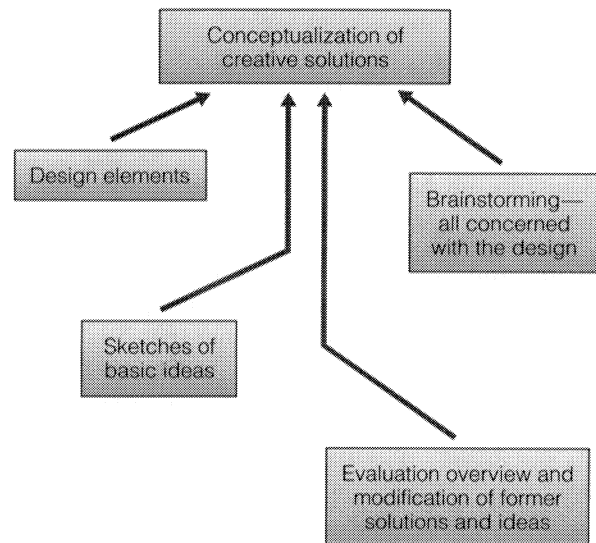 Conceptualization of
creative solutions
Design elements
Brainstorming—
all concerned
with the design
Sketches of
basic ideas
Evaluation overview and
modification of former
solutions and ideas